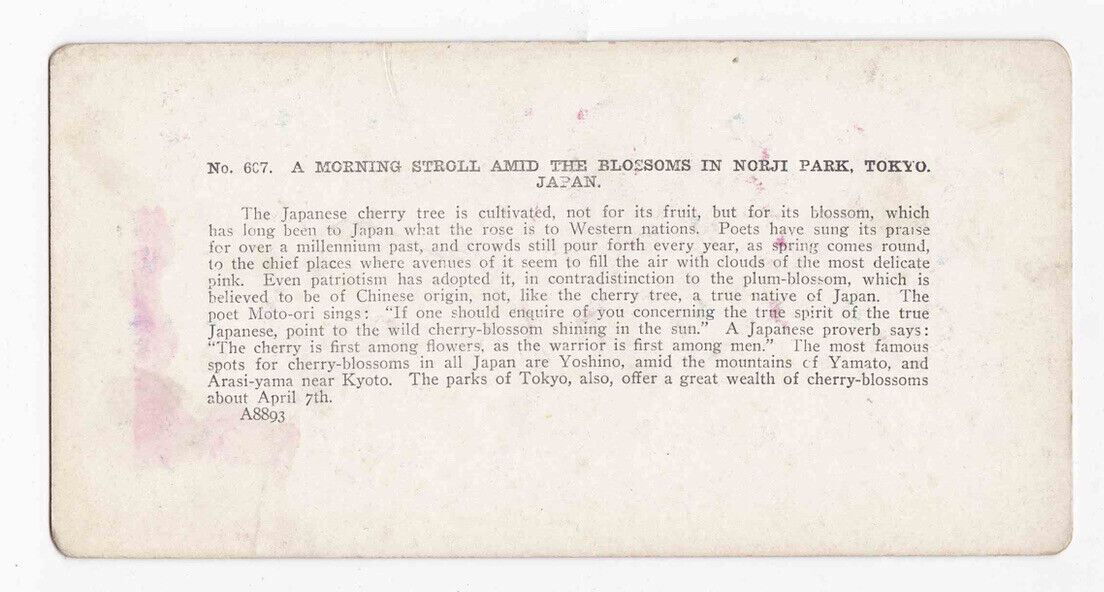 No. 607. A MORNING STROLL AMID THE BLOSSOMS IN NORJI PARK, TOKYO.
JAPAN.
The Japanese cherry tree is cultivated, not for its fruit, but for its blossom, which
has long been to Japan what the rose is to Western nations. Poets have sung its praise
for over a millennium past, and crowds still pour forth every year, as spring comes round,
to the chief places where avenues of it seem to fill the air with clouds of the most delicate
pink. Even patriotism has adopted it, in contradistinction to the plum-blossom, which is
believed to be of Chinese origin, not, like the cherry tree, a true native of Japan. The
poet Moto-ori sings: "If one should enquire of you concerning the true spirit of the true
Japanese, point to the wild cherry-blossom shining in the sun." A Japanese proverb says:
"The cherry is first among flowers, as the warrior is first among men." The most famous
spots for cherry-blossoms in all Japan are Yoshino, amid the mountains of Yamato, and
Arasi-yama near Kyoto. The parks of Tokyo, also, offer a great wealth of cherry-blossoms
about April 7th.
A8893